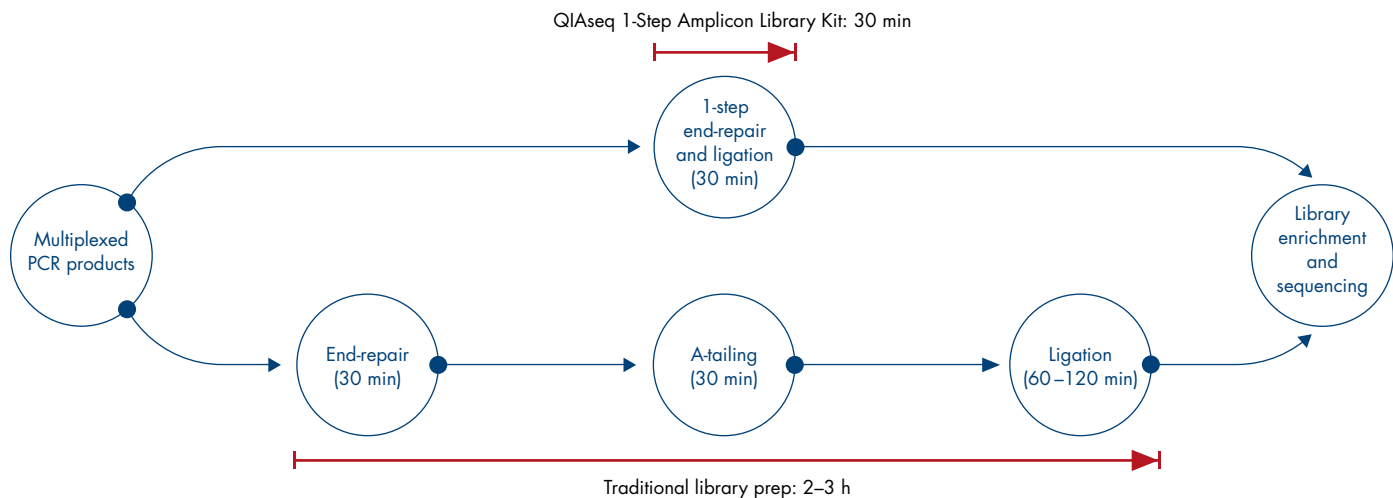 QIAseq 1-Step Amplicon Library Kit: 30 min
1-step
end-repair
and ligation
(30 min)
Multiplexed
PCR products
Library
enrichment
and
sequencing
End-repair
(30 min)
A-tailing
(30 min)
Ligation
(60–120 min)
Traditional library prep: 2–3 h